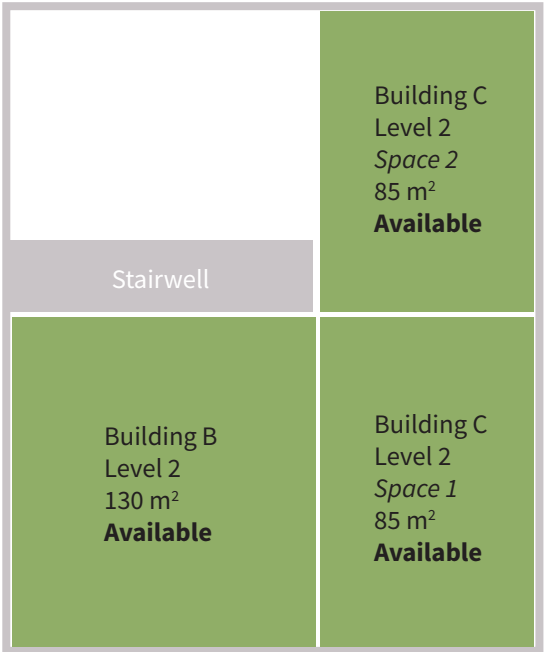 Building C
Level 2
Space 2
85 m²
Available
Stairwell
Building B
Level 2
130 m²
Available
Building C
Level 2
Space 1
85 m²
Available